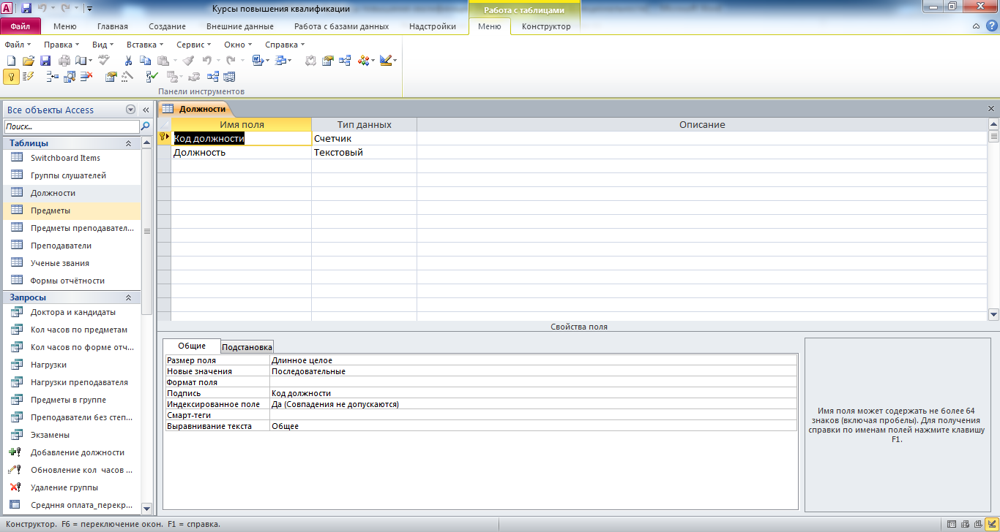 Курсы повышения квалификации
Работа с таблицами
Файл Меню Главная Создание Внешние данные Работа с базами данных Надстройки Меню Конструктор
Файл Правка Вид Вставка Сервис Окно Справка
Панели инструментов
Все объекты Access
Поиск...
Таблицы
Switchboard Items
Группы слушателей
Должности
Предметы
Предметы преподавател...
Преподаватели
Ученые звания
Формы отчётности
Запросы
Доктора и кандидаты
Кол часов по предметам
Кол часов по форме отч...
Нагрузки
Нагрузки преподавателя
Предметы в группе
Преподаватели без степ...
Экзамены
Добавление должности
Обновление кол часов ...
Удаление группы
Средння оплата_перекр...
Должности
Имя поля Тип данных Описание
Код должности Счетчик
Должность Текстовый
Свойства поля
Общие Подстановка
Размер поля Длинное целое
Новые значения Последовательные
Формат поля
Подпись Код должности
Индексированное поле Да (Совпадения не допускаются)
Смарт-теги
Выравнивание текста Общее
Имя поля может содержать не более 64
знаков (включая пробелы). Для получения
справки по именам полей нажмите клавишу
F1.
Конструктор. F6 = переключение окон. F1 = справка.